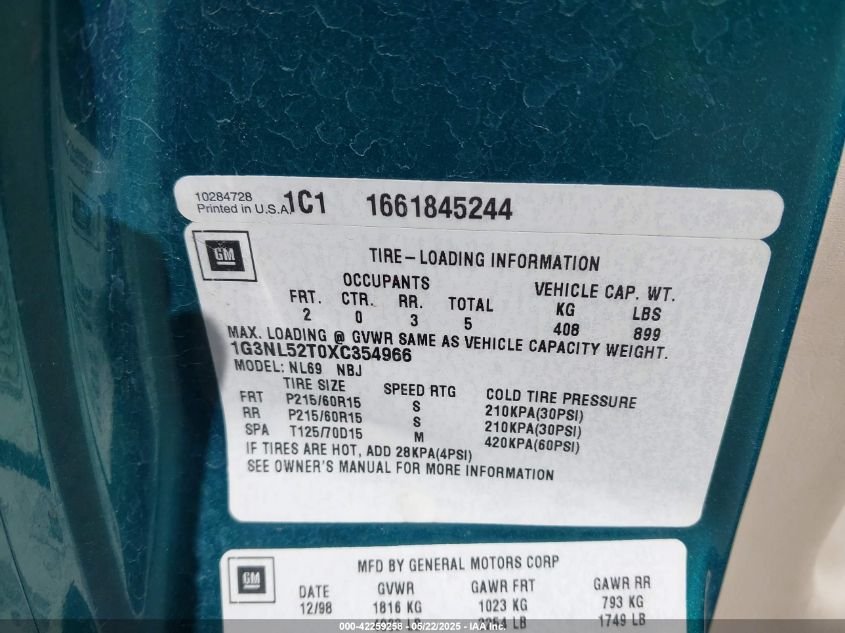 10284728
Printed in U.S.A. 1C1 1661845244
GM
TIRE-LOADING INFORMATION
OCCUPANTS VEHICLE CAP. WT.
FRT. CTR. RR. TOTAL KG LBS
2 0 3 5 408 899
MAX. LOADING @ GVWR SAME AS VEHICLE CAPACITY WEIGHT.
1G3NL52T0XC354966
MODEL: NL69 NBJ
TIRE SIZE SPEED RTG COLD TIRE PRESSURE
FRT P215/60R15 S 210KPA(30PSI)
RR P215/60R15 S 210KPA(30PSI)
SPA T125/70D15 M 420KPA(60PSI)
IF TIRES ARE HOT, ADD 28KPA(4PSI)
SEE OWNER'S MANUAL FOR MORE INFORMATION
GM
MFD BY GENERAL MOTORS CORP
DATE GVWR GAWR FRT GAWR RR
12/98 1816 KG 1023 KG 793 KG
LB LB 1749 LB
000-42259258 - 05/22/2025 - IAA Inc.